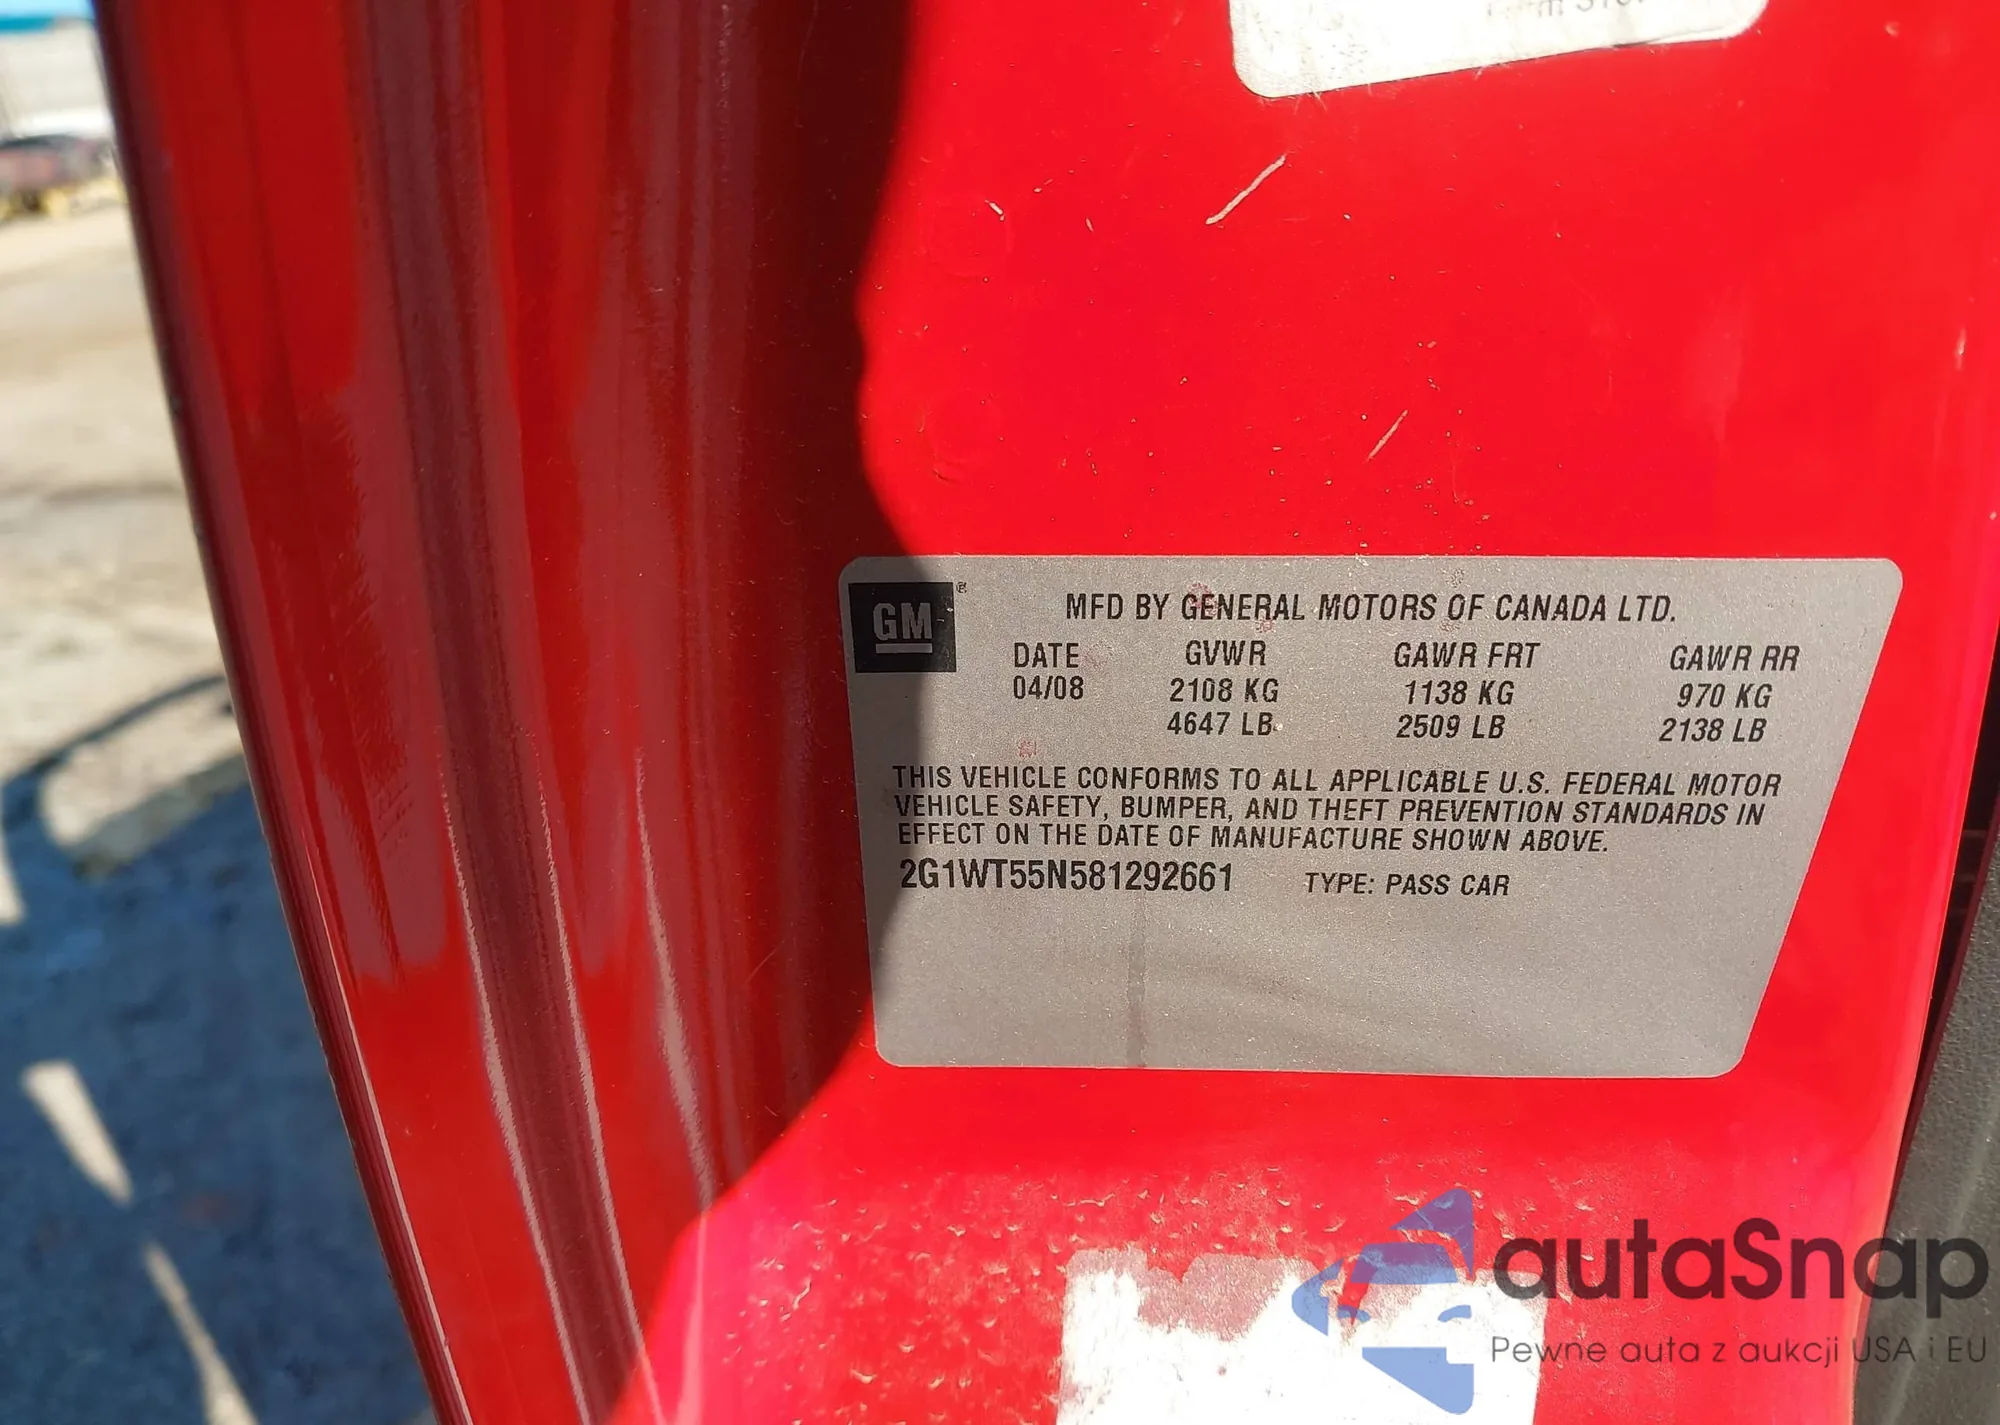 GM
MFD BY GENERAL MOTORS OF CANADA LTD.
DATE GVWR GAWR FRT GAWR RR
04/08 2108 KG 1138 KG 970 KG
4647 LB 2509 LB 2138 LB
THIS VEHICLE CONFORMS TO ALL APPLICABLE U.S. FEDERAL MOTOR
VEHICLE SAFETY, BUMPER, AND THEFT PREVENTION STANDARDS IN
EFFECT ON THE DATE OF MANUFACTURE SHOWN ABOVE.
2G1WT55N581292661 TYPE: PASS CAR
autaSnap
Pewne auta z aukcji USA i EU